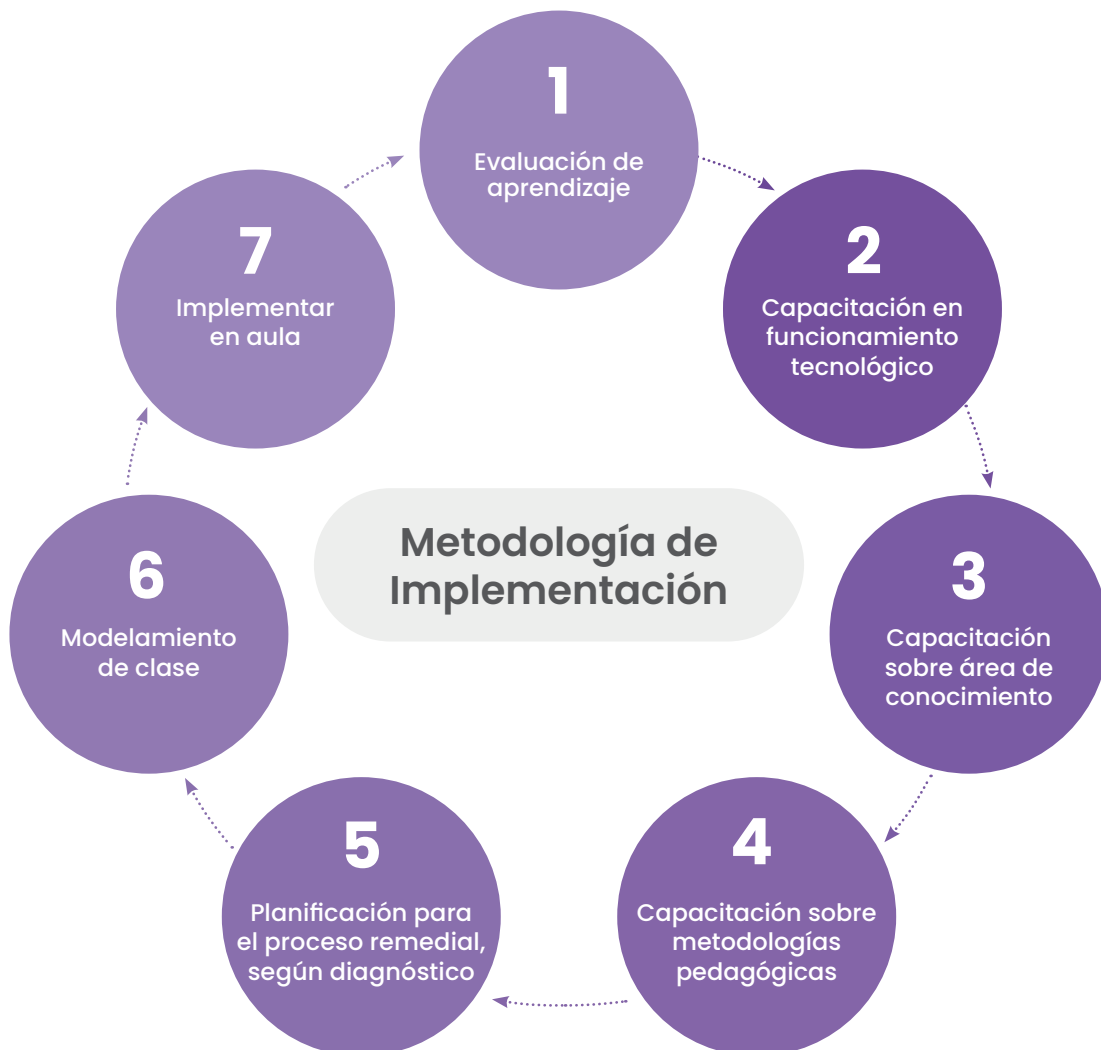 1
Evaluación de
aprendizaje
2
Capacitación en
funcionamiento
tecnológico
3
Capacitación
sobre área de
conocimiento
4
Capacitación sobre
metodologías
pedagógicas
5
Planificación para
el proceso remedial,
según diagnóstico
6
Modelamiento
de clase
7
Implementar
en aula
Metodología de
Implementación